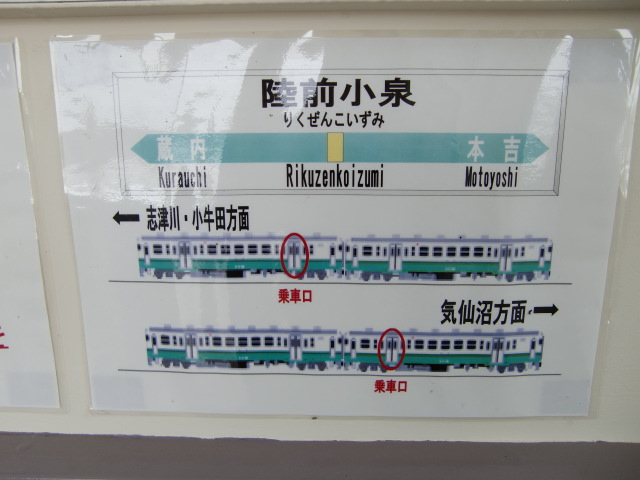 陸前小泉
りくぜんこいずみ
蔵内 本吉
Kurauchi Rikuzenkoizumi Motoyoshi
← 志津川・小牛田方面
乗車口
気仙沼方面 →
乗車口